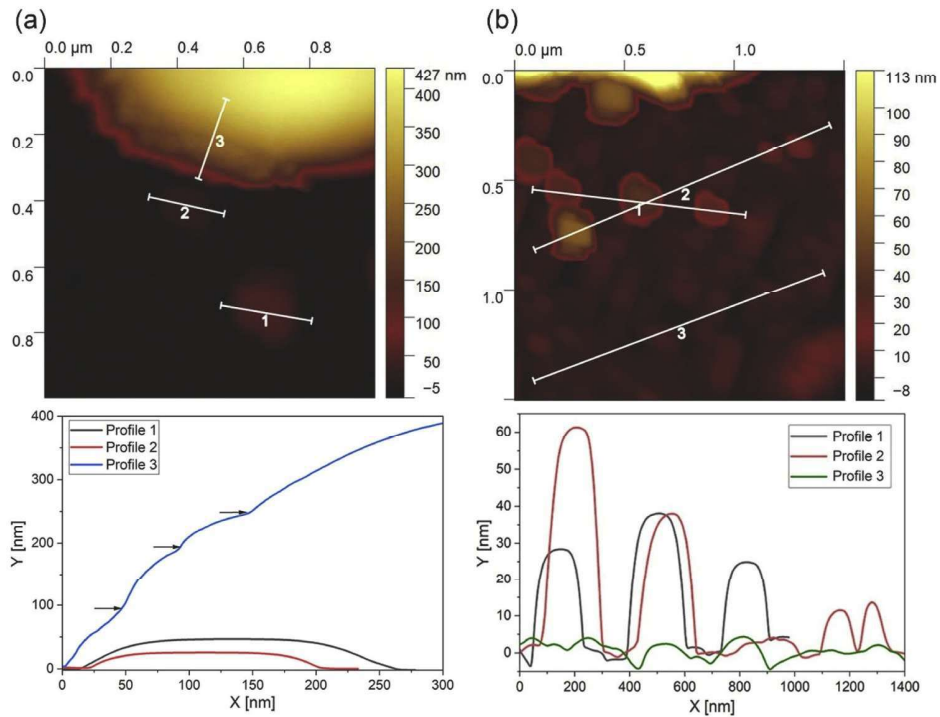 (a)
0.0 µm 0.2 0.4 0.6 0.8
0.0
0.2
0.4
0.6
0.8
3
2
1
427 nm
400
350
300
250
200
150
100
50
−5
(b)
0.0 µm 0.5 1.0
0.0
0.5
1.0
2
1
3
113 nm
100
90
80
70
60
50
40
30
20
10
−8
400
300
200
100
0
Y [nm]
Profile 1
Profile 2
Profile 3
0 50 100 150 200 250 300
X [nm]
60
50
40
30
20
10
0
Y [nm]
Profile 1
Profile 2
Profile 3
0 200 400 600 800 1000 1200 1400
X [nm]